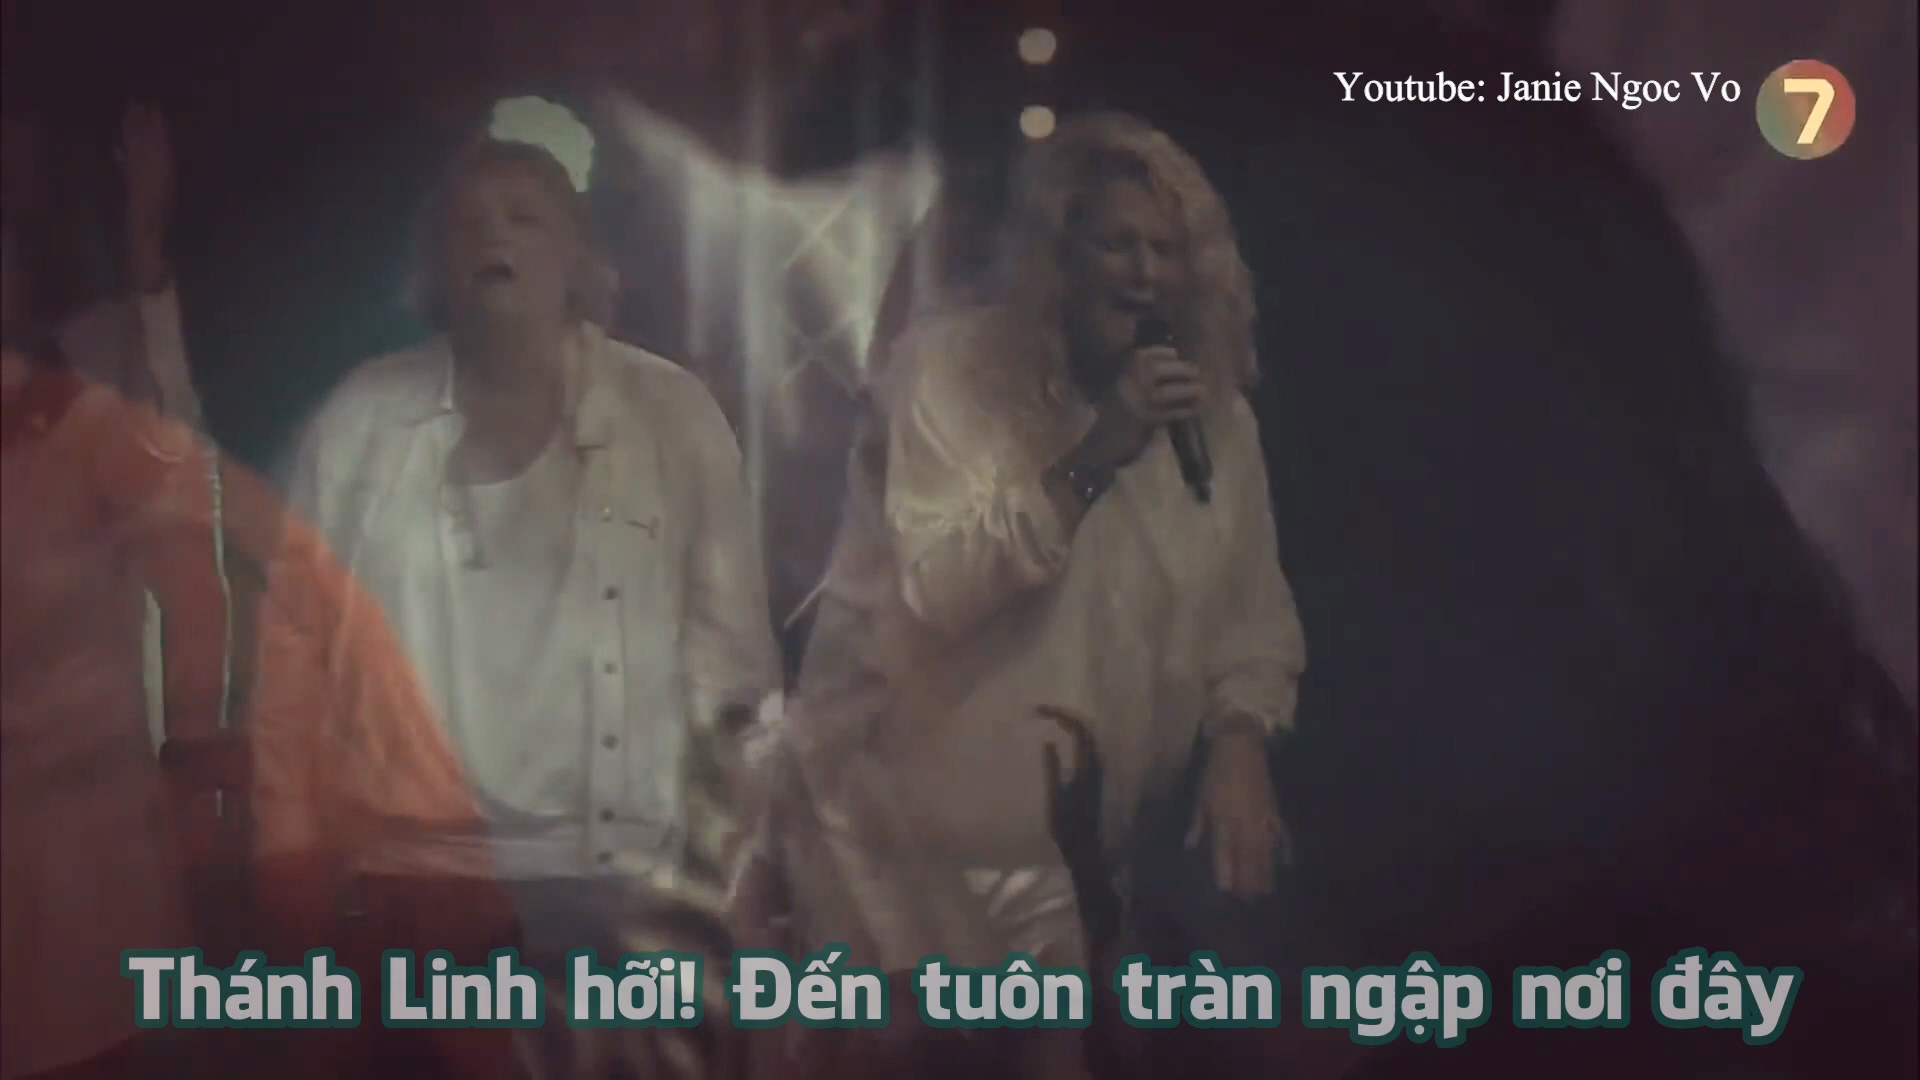 Youtube: Janie Ngoc Vo
7
Thánh Linh hỡi! Đến tuôn tràn ngập nơi đây